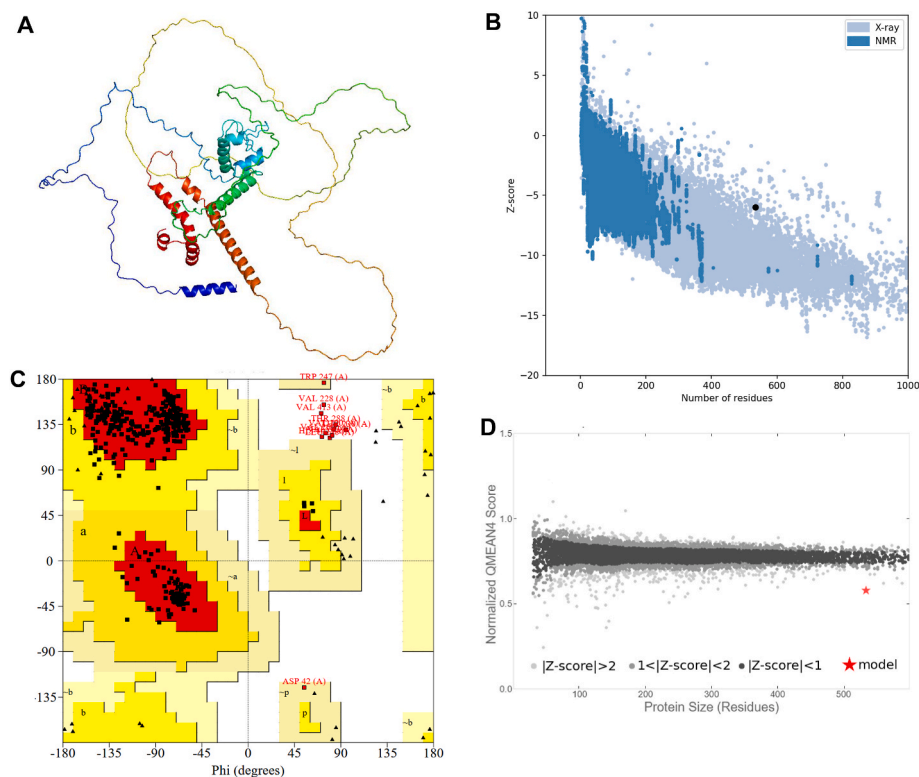 A
B
X-ray
NMR
10
5
0
−5
−10
−15
−20
Z-score
0
200
400
600
800
1000
Number of residues
C
180
135
90
45
0
-45
-90
-135
-180
-135
-90
-45
0
45
90
135
180
Phi (degrees)
b
~b
~b
b
TRP 247 (A)
VAL 228 (A)
THR 288 (A)
~l
l
L
a
A
~a
ASP 42 (A)
~b
b
~p
p
~b
b
D
1.5
1.0
0.5
0.0
Normalized QMEAN4 Score
|Z-score|>2
1<|Z-score|<2
|Z-score|<1
model
100
200
300
400
500
Protein Size (Residues)